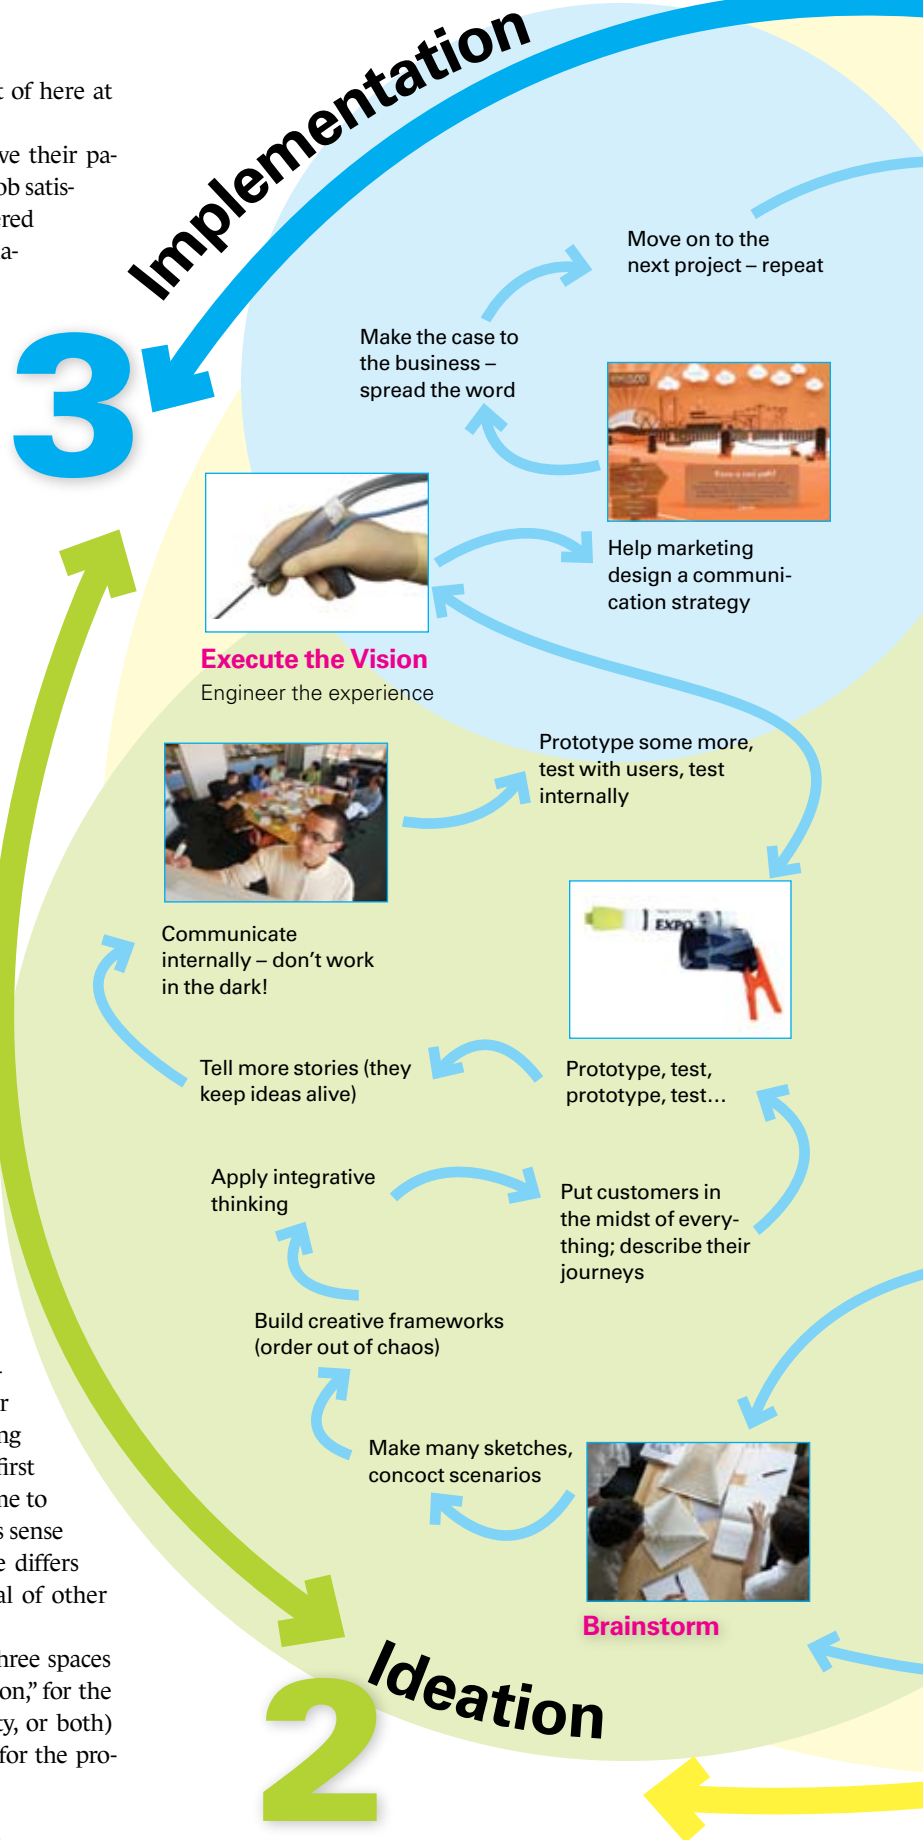 t of here at
ve their pa-
ob satis-
ered
a-
Implementation
3
Move on to the
next project – repeat
Make the case to
the business –
spread the word
Help marketing
design a communi-
cation strategy
Execute the Vision
Engineer the experience
Prototype some more,
test with users, test
internally
Communicate
internally – don’t work
in the dark!
EXPO
Tell more stories (they
keep ideas alive)
Prototype, test,
prototype, test…
Apply integrative
thinking
Put customers in
the midst of every-
thing; describe their
journeys
Build creative frameworks
(order out of chaos)
Make many sketches,
concoct scenarios
Brainstorm
r
ng
first
ne to
s sense
e differs
al of other
hree spaces
on,” for the
ty, or both)
for the pro-
Ideation
2